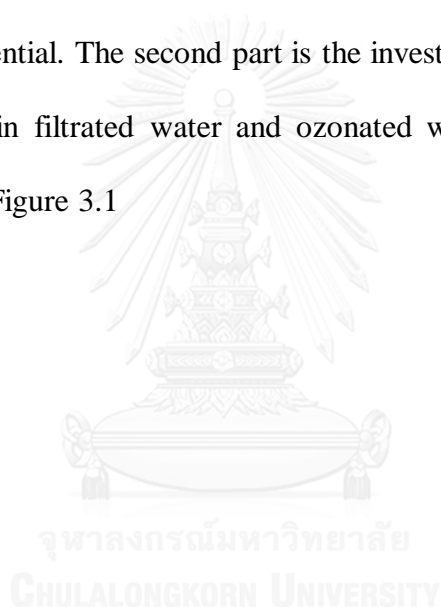 ential. The second part is the invest
in filtrated water and ozonated w
Figure 3.1
จุฬาลงกรณ์มหาวิทยาลัย
CHULALONGKORN UNIVERSITY